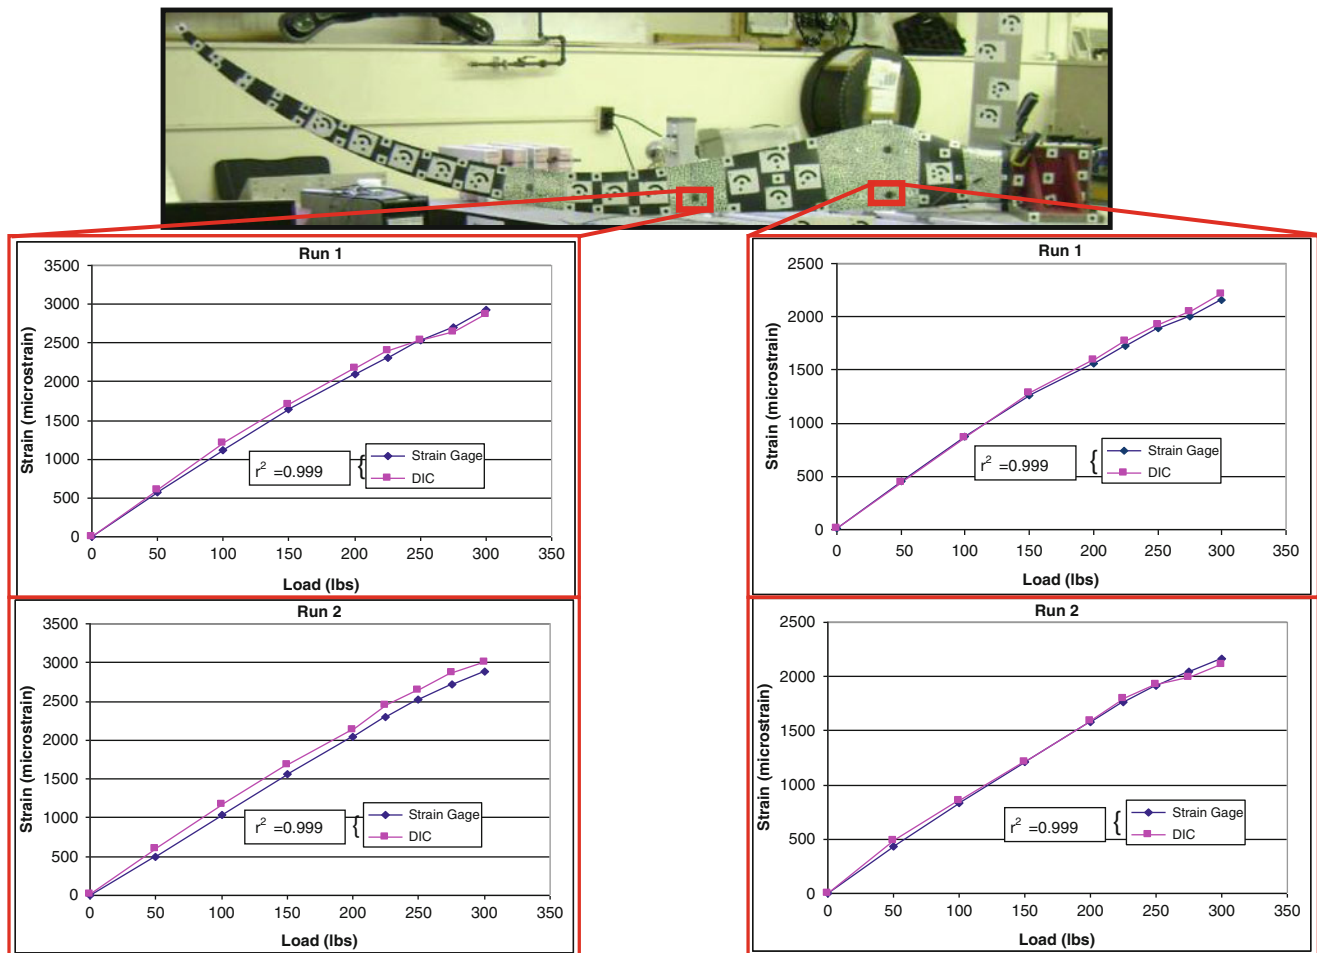 Run 1
3500
3000
2500
2000
1500
1000
500
0
Strain (microstrain)
r2 =0.999
{
Strain Gage
DIC
0 50 100 150 200 250 300 350
Load (lbs)
Run 1
2500
2000
1500
1000
500
0
Strain (microstrain)
r2 =0.999
{
Strain Gage
DIC
0 50 100 150 200 250 300 350
Load (lbs)
Run 2
3500
3000
2500
2000
1500
1000
500
0
Strain (microstrain)
r2 =0.999
{
Strain Gage
DIC
0 50 100 150 200 250 300 350
Load (lbs)
Run 2
2500
2000
1500
1000
500
0
Strain (microstrain)
r2 =0.999
{
Strain Gage
DIC
0 50 100 150 200 250 300 350
Load (lbs)